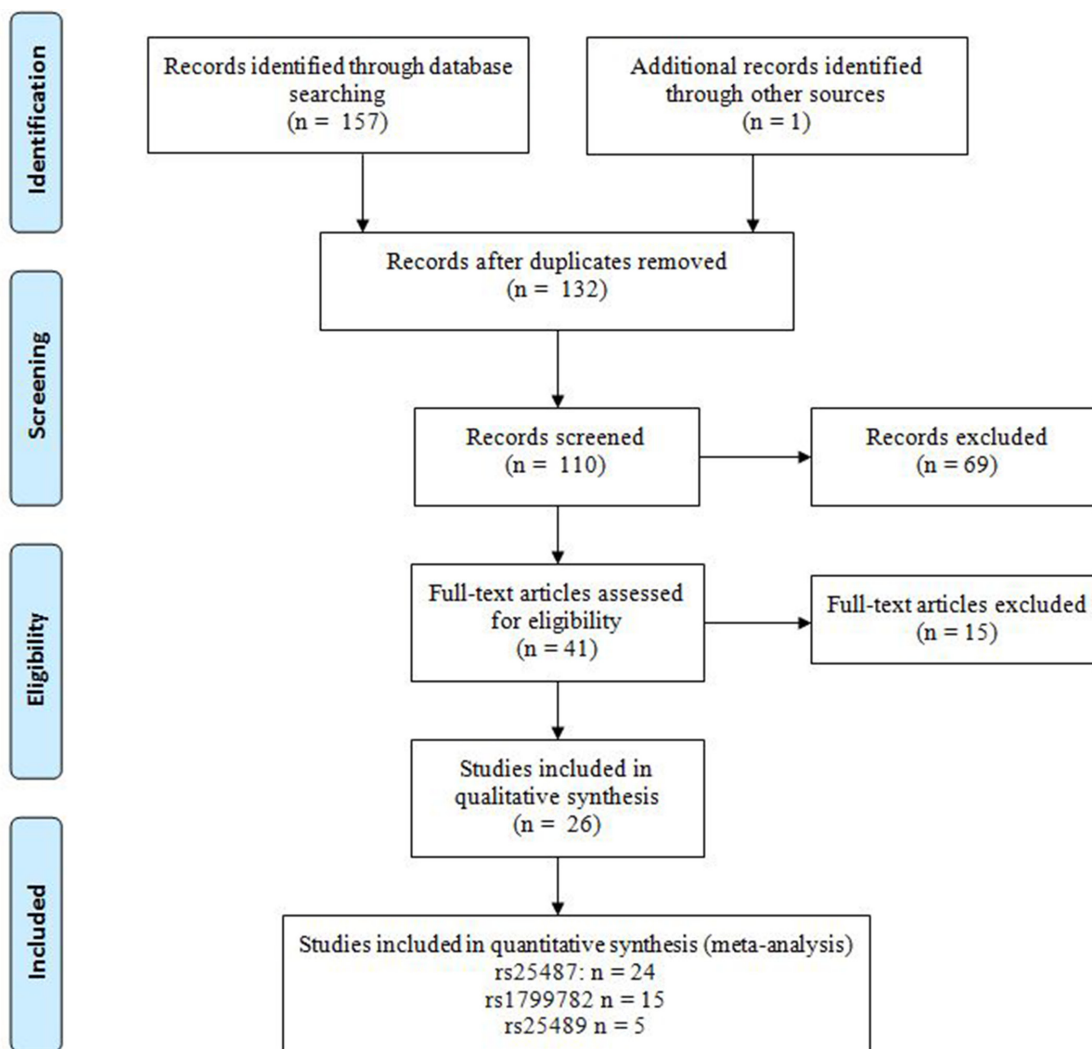 Identification
Records identified through database
searching
(n = 157)
Additional records identified
through other sources
(n = 1)
Records after duplicates removed
(n = 132)
Screening
Records screened
(n = 110)
Records excluded
(n = 69)
Eligibility
Full-text articles assessed
for eligibility
(n = 41)
Full-text articles excluded
(n = 15)
Studies included in
qualitative synthesis
(n = 26)
Included
Studies included in quantitative synthesis (meta-analysis)
rs25487: n = 24
rs1799782 n = 15
rs25489 n = 5